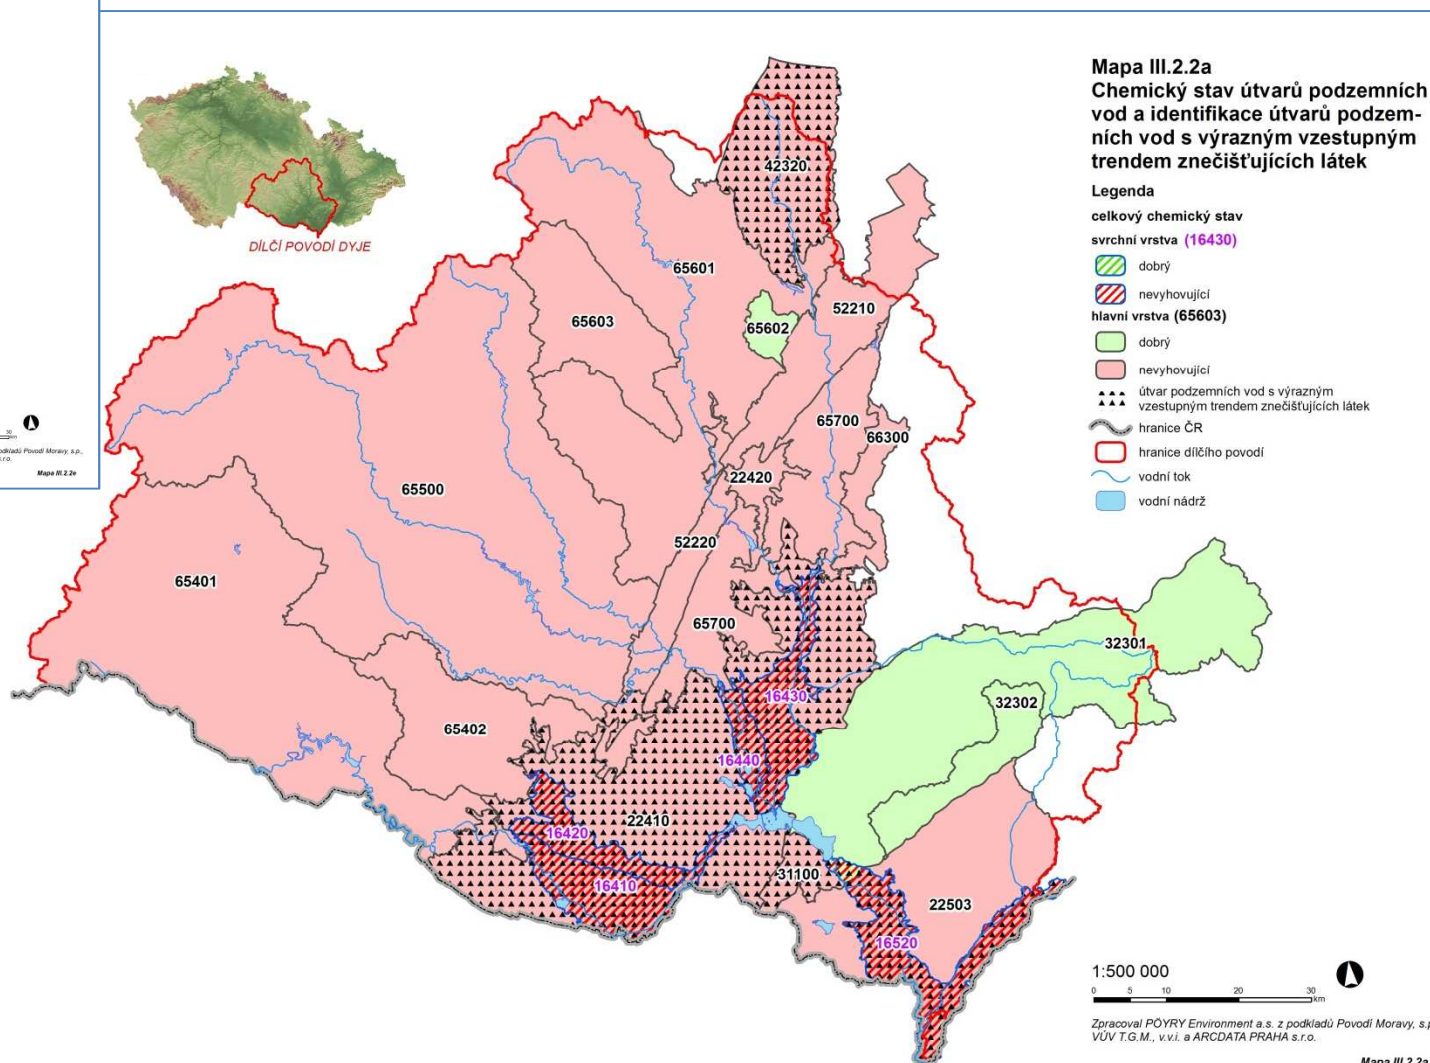 Mapa III.2.2a
Chemický stav útvarů podzemních
vod a identifikace útvarů podzem-
ních vod s výrazným vzestupným
trendem znečišťujících látek
Legenda
celkový chemický stav
svrchní vrstva (16430)
dobrý
nevyhovující
hlavní vrstva (65603)
dobrý
nevyhovující
útvar podzemních vod s výrazným
vzestupným trendem znečišťujících látek
hranice ČR
hranice dílčího povodí
vodní tok
vodní nádrž
DÍLČÍ POVODÍ DYJE
42320
65601
65603
65602
52210
65700
66300
22420
65500
52220
65401
65700
32301
32302
16430
65402
16440
22410
16420
16410
31100
22503
16520
podkladů Povodí Moravy, s.p.,
s.r.o.
Mapa III.2.2e
1:500 000
0 5 10 20 30 km
Zpracoval PÖYRY Environment a.s. z podkladů Povodí Moravy, s.p
VÚV T.G.M., v.v.i. a ARCDATA PRAHA s.r.o.
Mapa III.2.2a